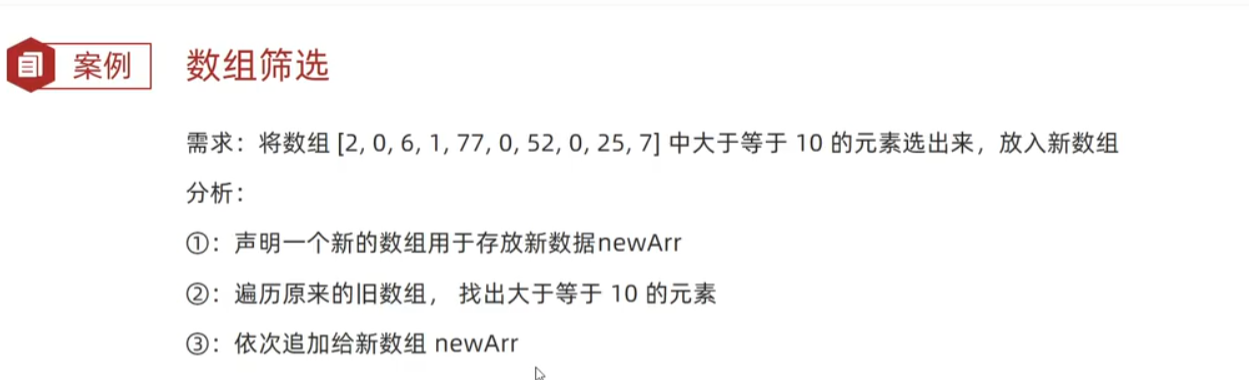 案例 数组筛选
需求：将数组 [2, 0, 6, 1, 77, 0, 52, 0, 25, 7] 中大于等于 10 的元素选出来，放入新数组
分析：
①：声明一个新的数组用于存放新数据newArr
②：遍历原来的旧数组， 找出大于等于 10 的元素
③：依次追加给新数组 newArr